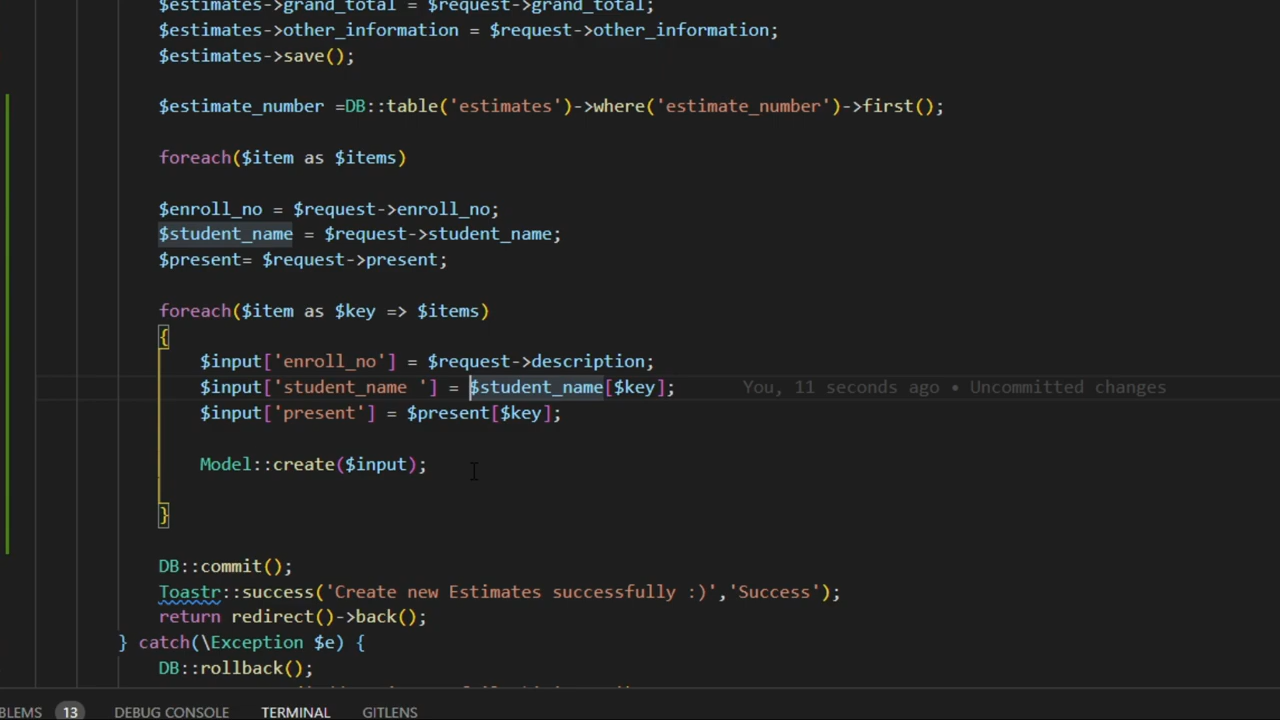 $estimates->grand_total = $request->grand_total;
$estimates->other_information = $request->other_information;
$estimates->save();
$estimate_number =DB::table('estimates')->where('estimate_number')->first();
foreach($item as $items)
$enroll_no = $request->enroll_no;
$student_name = $request->student_name;
$present= $request->present;
foreach($item as $key => $items)
{
$input['enroll_no'] = $request->description;
$input['student_name '] = $student_name[$key]; You, 11 seconds ago • Uncommitted changes
$input['present'] = $present[$key];
Model::create($input);
}
DB::commit();
Toastr::success('Create new Estimates successfully :)','Success');
return redirect()->back();
} catch(\Exception $e) {
DB::rollback();
BLEMS 13 DEBUG CONSOLE TERMINAL GITLENS